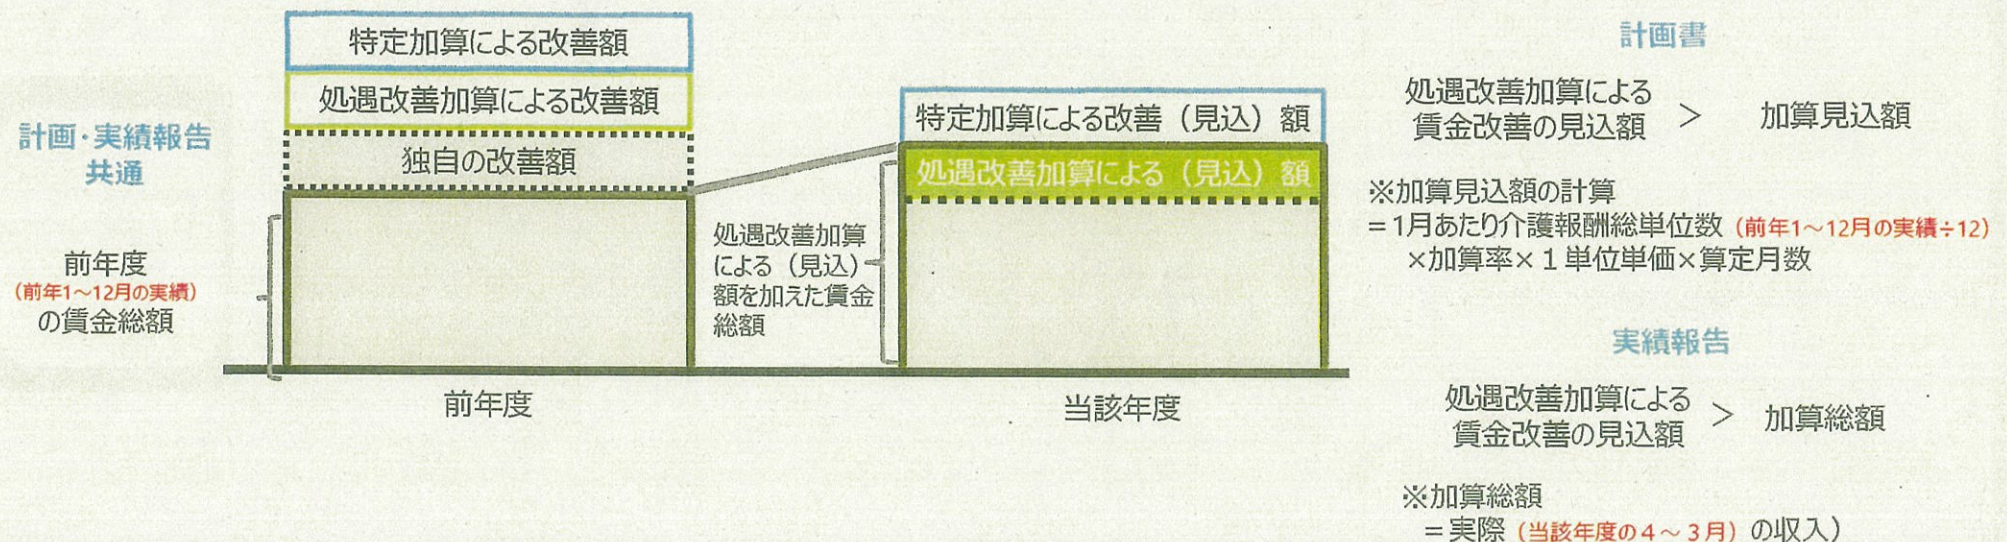 計画・実績報告
共通
前年度
(前年1～12月の実績)
の賃金総額
特定加算による改善額
処遇改善加算による改善額
独自の改善額
前年度
処遇改善加算
による（見込）
額を加えた賃金
総額
特定加算による改善（見込）額
処遇改善加算による（見込）額
当該年度
計画書
処遇改善加算による
賃金改善の見込額 ＞ 加算見込額
※加算見込額の計算
＝1月あたり介護報酬総単位数（前年1～12月の実績÷12）
×加算率×１単位単価×算定月数
実績報告
処遇改善加算による
賃金改善の見込額 ＞ 加算総額
※加算総額
＝実際（当該年度の４～３月）の収入）